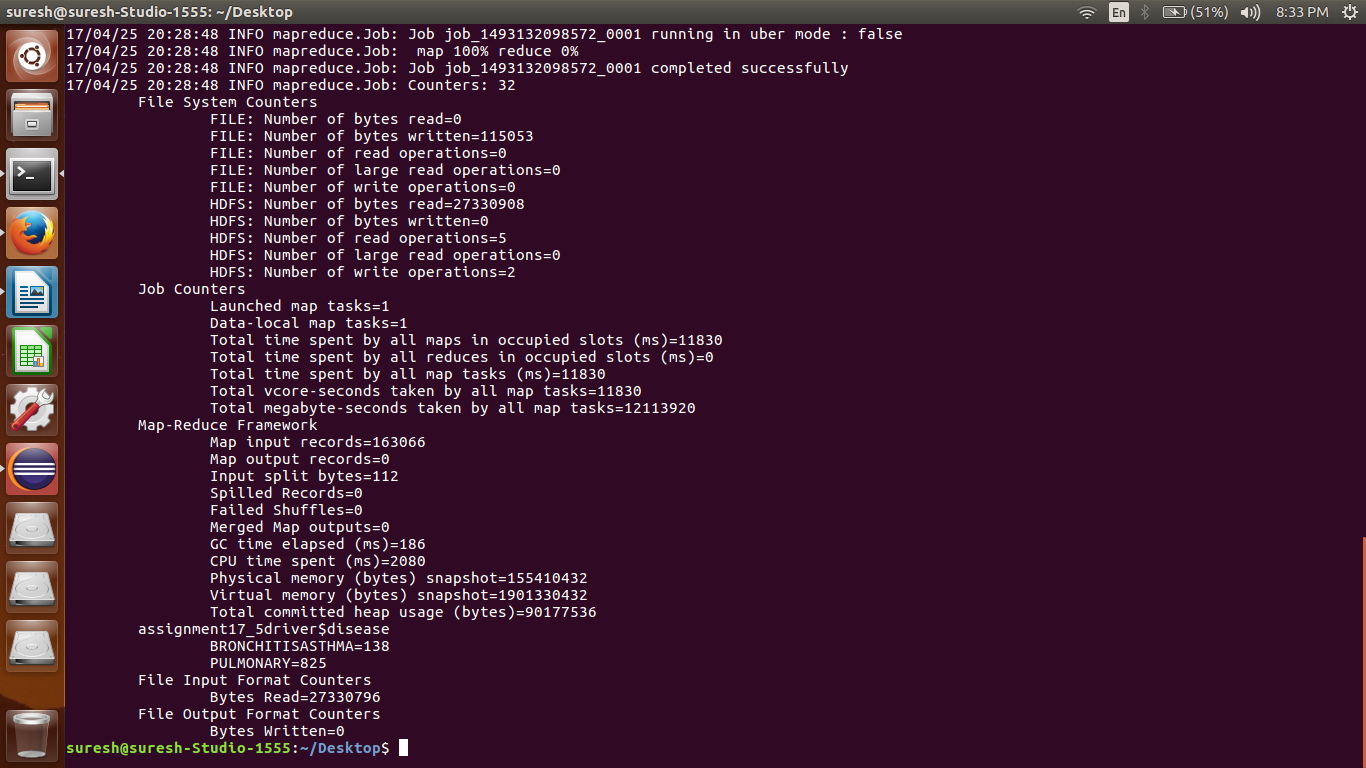 suresh@suresh-Studio-1555: ~/Desktop
En
(51%)
8:33 PM
17/04/25 20:28:48 INFO mapreduce.Job: Job job_1493132098572_0001 running in uber mode : false
17/04/25 20:28:48 INFO mapreduce.Job:  map 100% reduce 0%
17/04/25 20:28:48 INFO mapreduce.Job: Job job_1493132098572_0001 completed successfully
17/04/25 20:28:48 INFO mapreduce.Job: Counters: 32
File System Counters
FILE: Number of bytes read=0
FILE: Number of bytes written=115053
FILE: Number of read operations=0
FILE: Number of large read operations=0
FILE: Number of write operations=0
HDFS: Number of bytes read=27330908
HDFS: Number of bytes written=0
HDFS: Number of read operations=5
HDFS: Number of large read operations=0
HDFS: Number of write operations=2
Job Counters
Launched map tasks=1
Data-local map tasks=1
Total time spent by all maps in occupied slots (ms)=11830
Total time spent by all reduces in occupied slots (ms)=0
Total time spent by all map tasks (ms)=11830
Total vcore-seconds taken by all map tasks=11830
Total megabyte-seconds taken by all map tasks=12113920
Map-Reduce Framework
Map input records=163066
Map output records=0
Input split bytes=112
Spilled Records=0
Failed Shuffles=0
Merged Map outputs=0
GC time elapsed (ms)=186
CPU time spent (ms)=2080
Physical memory (bytes) snapshot=155410432
Virtual memory (bytes) snapshot=1901330432
Total committed heap usage (bytes)=90177536
assignment17_5driver$disease
BRONCHITISASTHMA=138
PULMONARY=825
File Input Format Counters
Bytes Read=27330796
File Output Format Counters
Bytes Written=0
suresh@suresh-Studio-1555:~/Desktop$